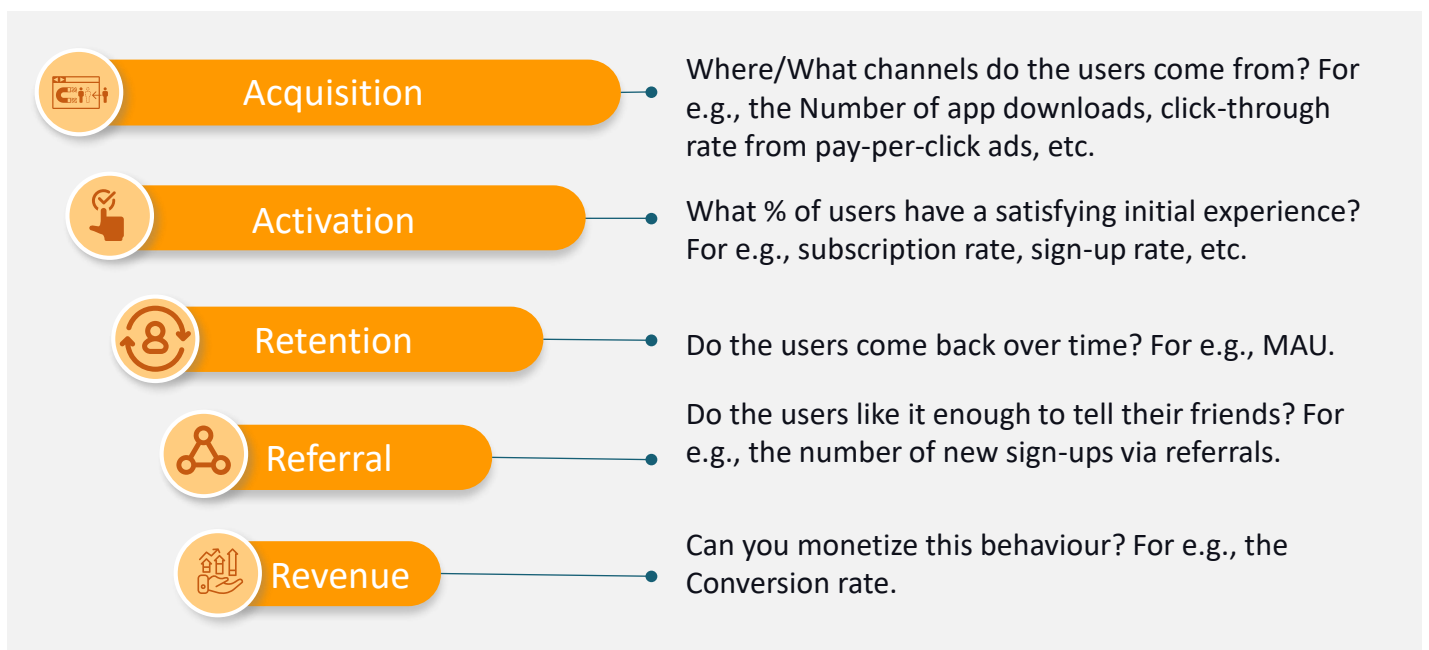 Acquisition
Where/What channels do the users come from? For
e.g., the Number of app downloads, click-through
rate from pay-per-click ads, etc.
Activation
What % of users have a satisfying initial experience?
For e.g., subscription rate, sign-up rate, etc.
Retention
Do the users come back over time? For e.g., MAU.
Referral
Do the users like it enough to tell their friends? For
e.g., the number of new sign-ups via referrals.
Revenue
Can you monetize this behaviour? For e.g., the
Conversion rate.